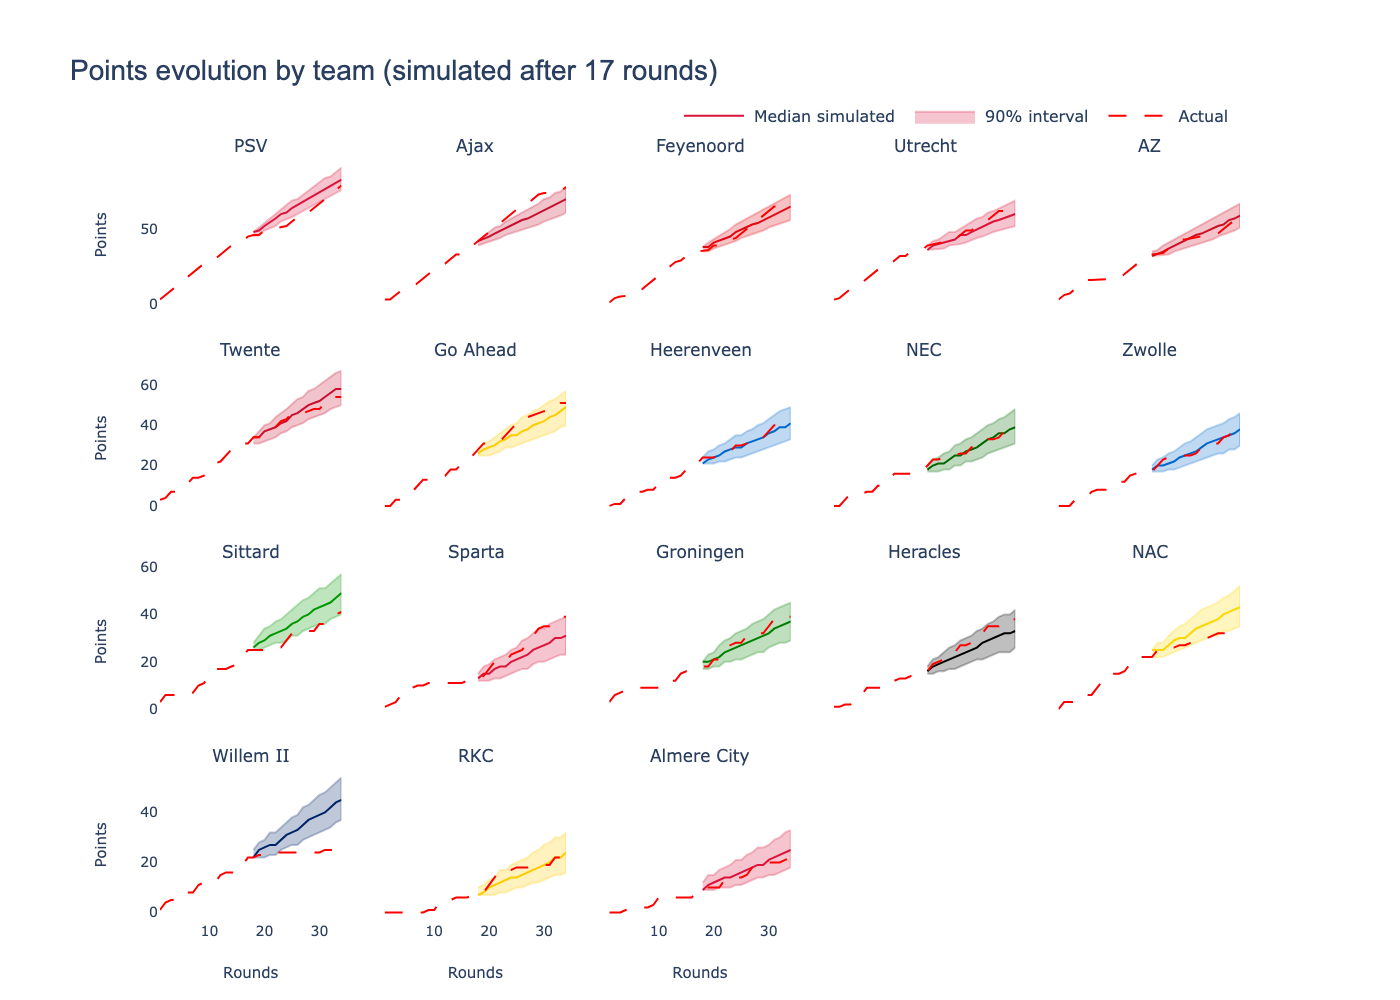 Points evolution by team (simulated after 17 rounds)
Median simulated 90% interval Actual
PSV Ajax Feyenoord Utrecht AZ
Points
50
0
Twente Go Ahead Heerenveen NEC Zwolle
Points
60
40
20
0
Sittard Sparta Groningen Heracles NAC
Points
60
40
20
0
Willem II RKC Almere City
Points
40
20
0
10 20 30 10 20 30 10 20 30
Rounds Rounds Rounds